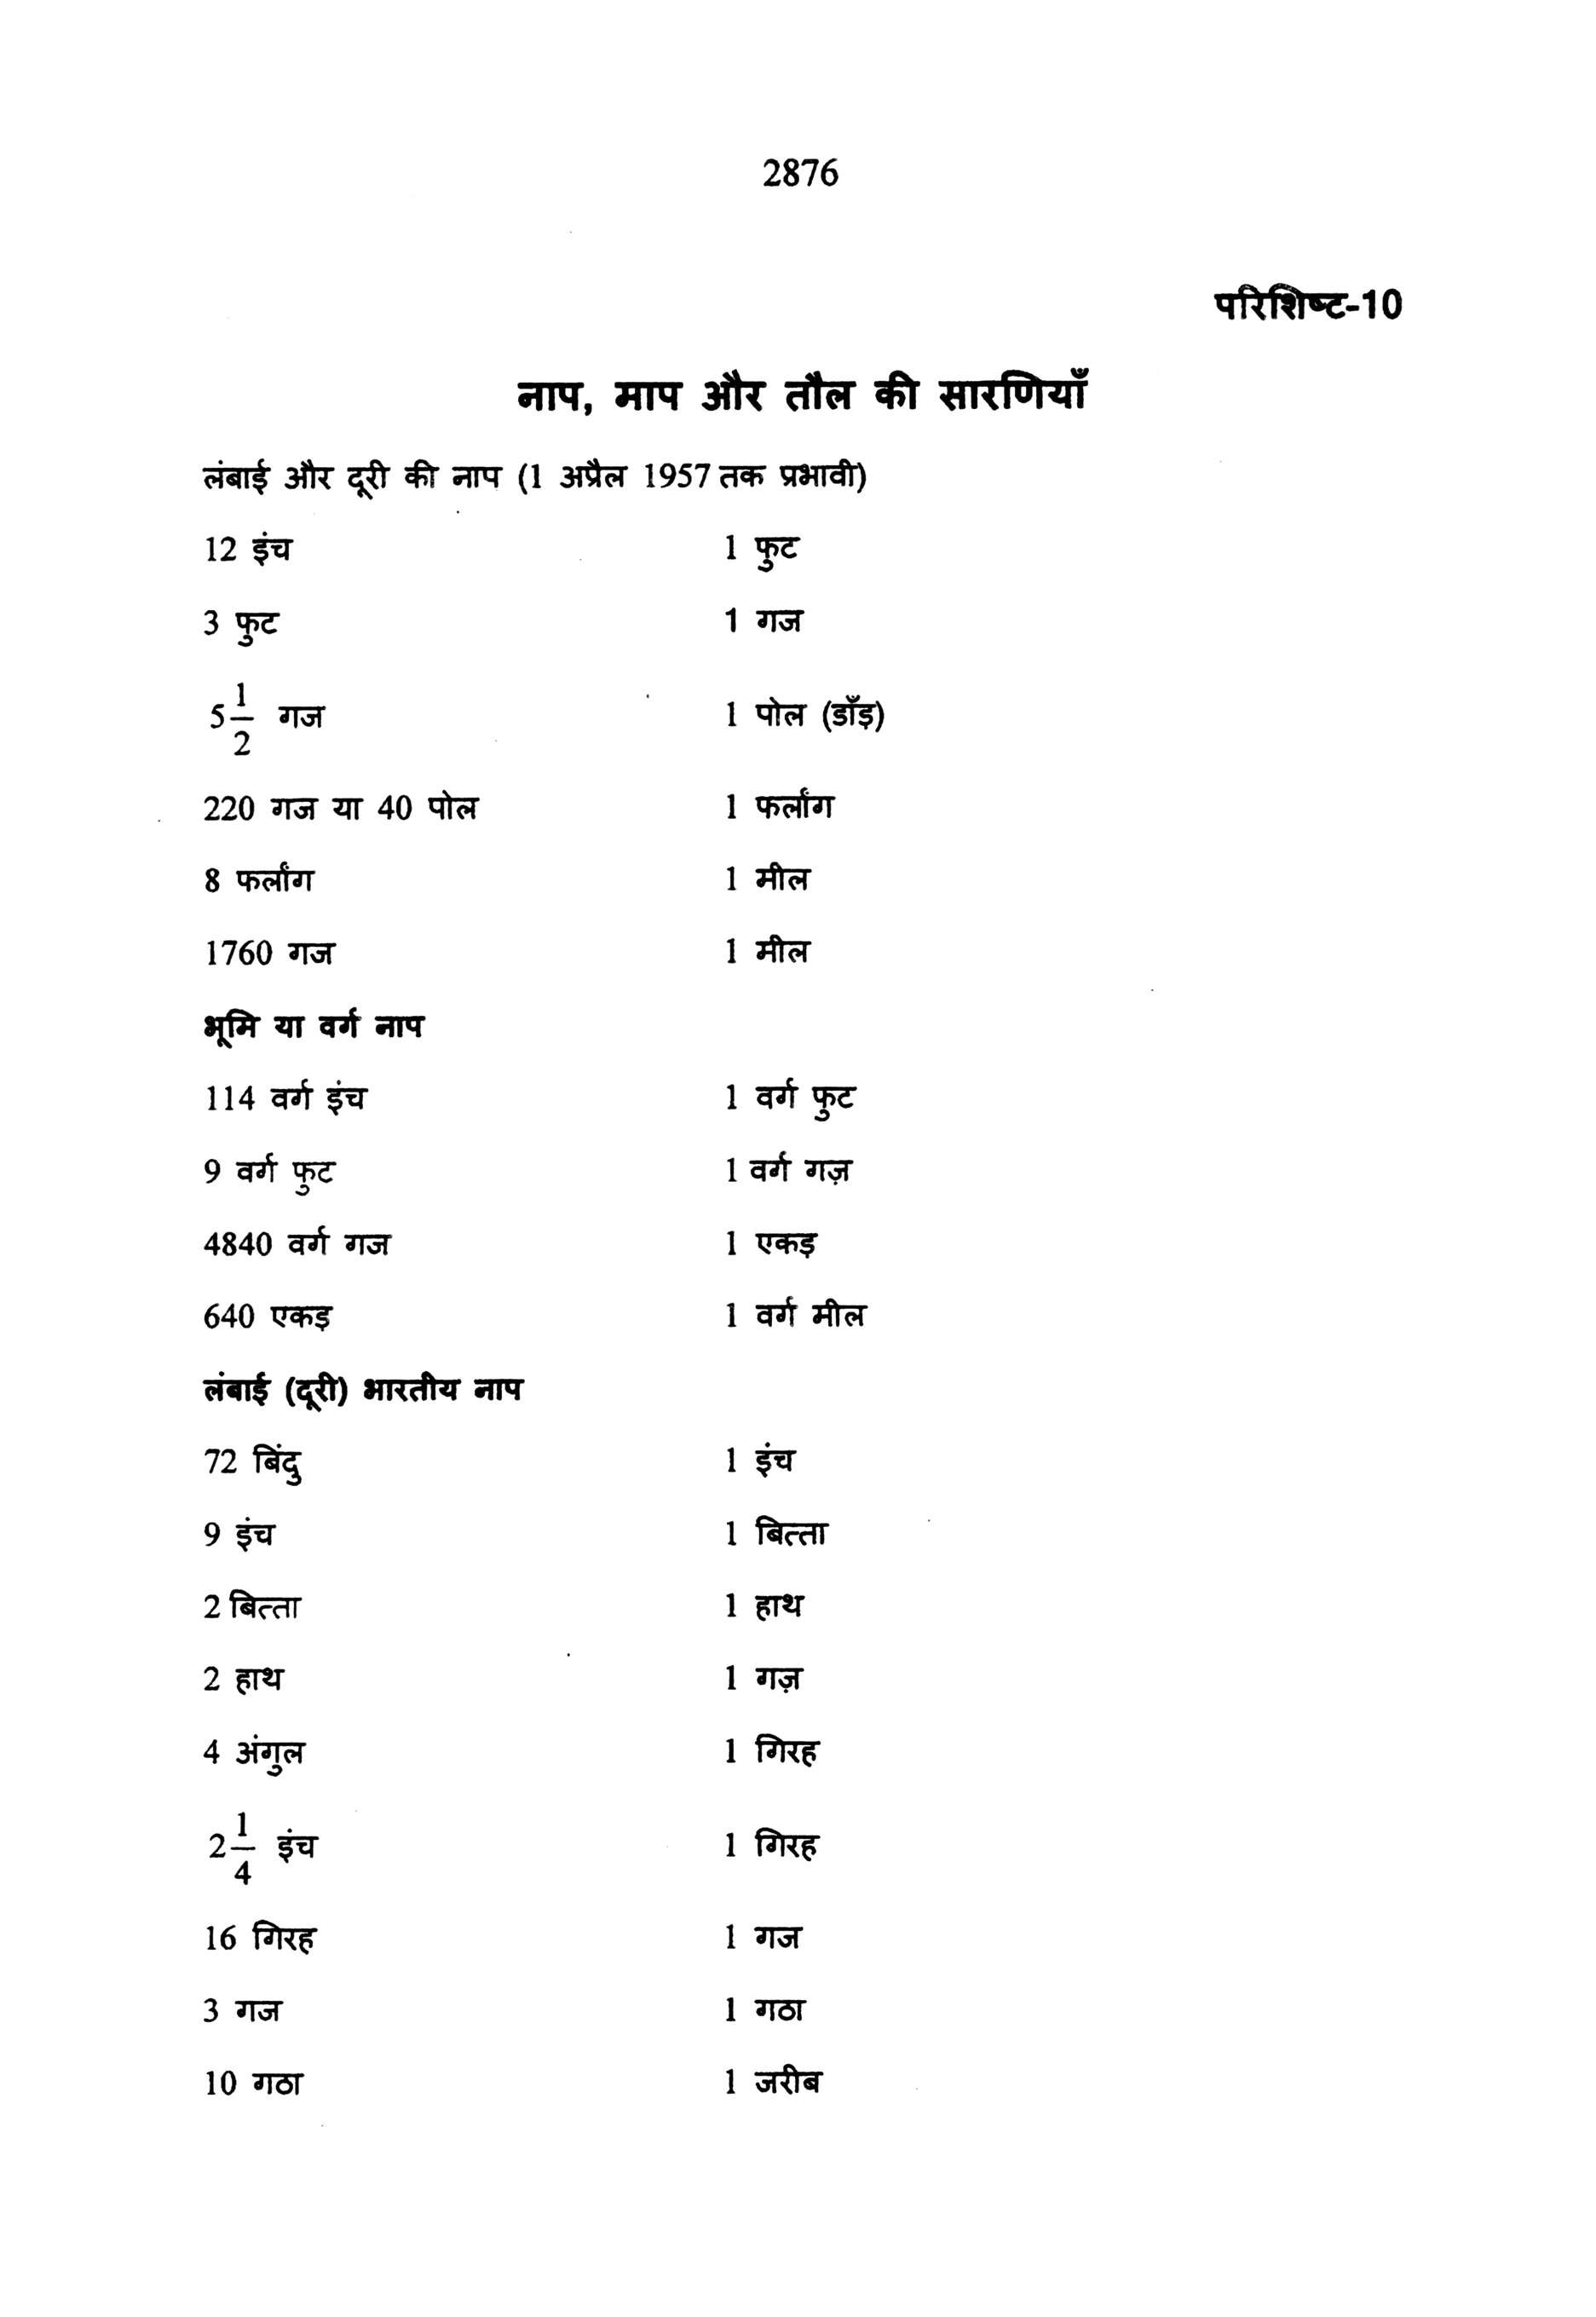 2876
परिशिष्ट-10
नाप, माप और तौल की सारणियाँ
लंबाई और दूरी की नाप (1 अप्रैल 1957 तक प्रभावी)
12 इंच 1 फुट
3 फुट 1 गज
5 1/2 गज 1 पोल (डाँड़)
220 गज या 40 पोल 1 फर्लांग
8 फर्लांग 1 मील
1760 गज 1 मील
भूमि या वर्ग नाप
114 वर्ग इंच 1 वर्ग फुट
9 वर्ग फुट 1 वर्ग गज़
4840 वर्ग गज 1 एकड़
640 एकड़ 1 वर्ग मील
लंबाई (दूरी) भारतीय नाप
72 बिंदु 1 इंच
9 इंच 1 बित्ता
2 बित्ता 1 हाथ
2 हाथ 1 गज़
4 अंगुल 1 गिरह
2 1/4 इंच 1 गिरह
16 गिरह 1 गज
3 गज 1 गठा
10 गठा 1 जरीब